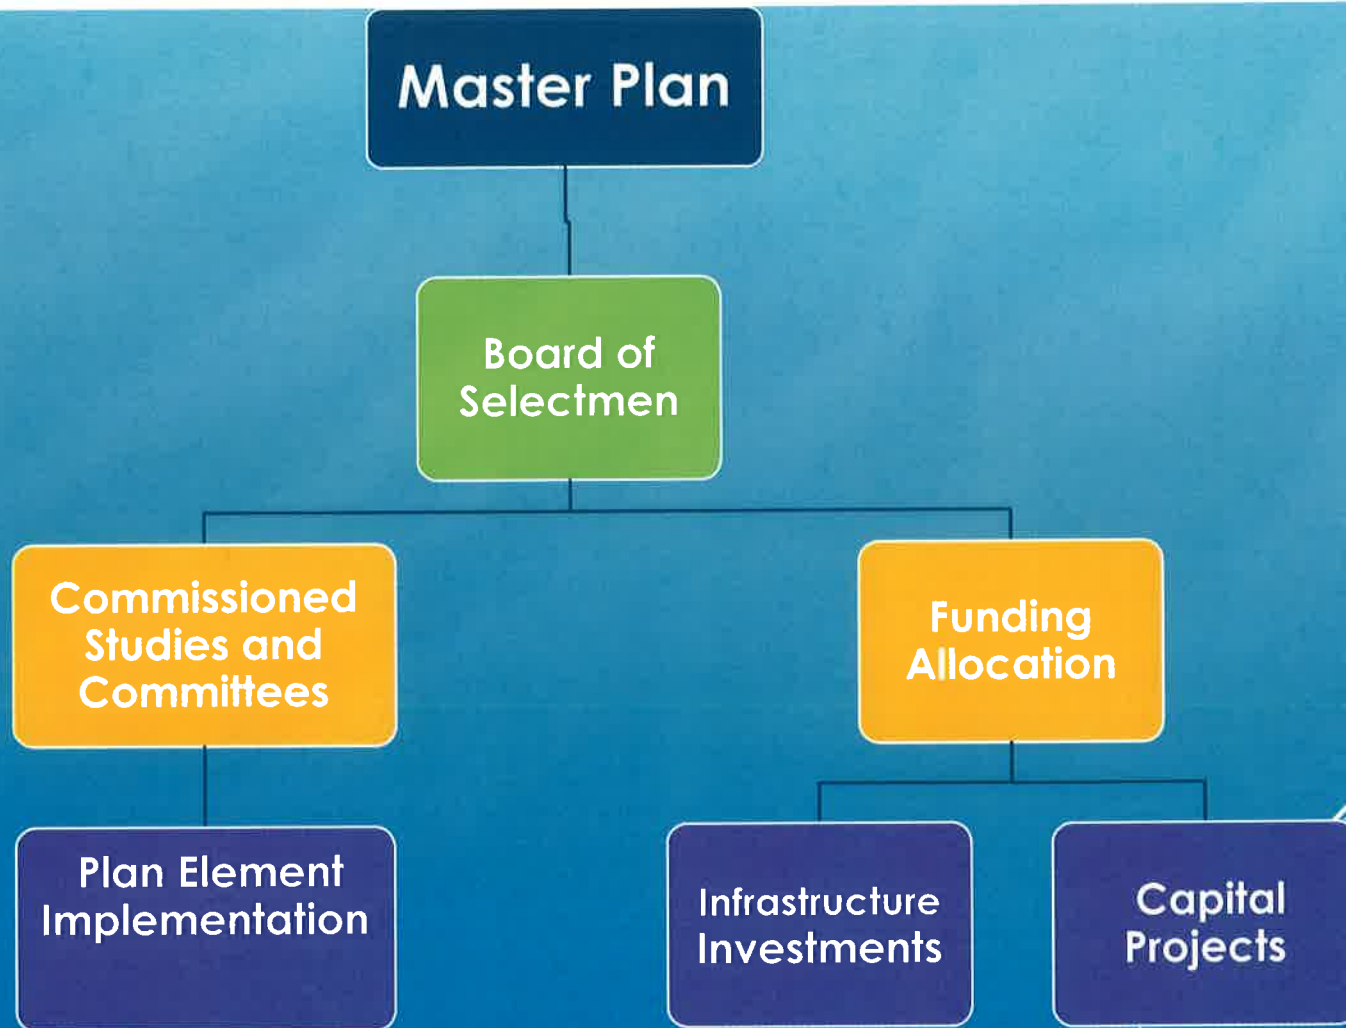 Master Plan
Board of
Selectmen
Commissioned
Studies and
Committees
Funding
Allocation
Plan Element
Implementation
Infrastructure
Investments
Capital
Projects